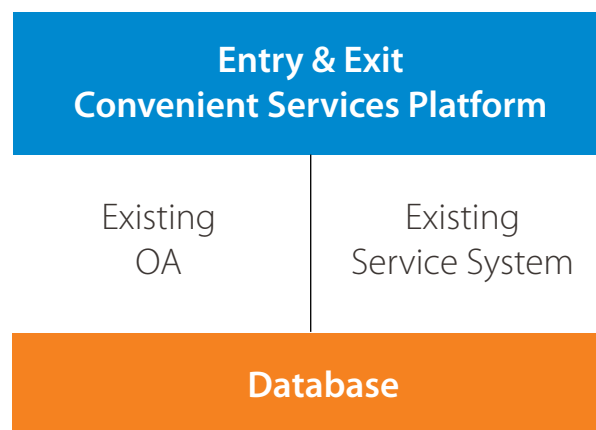 Entry & Exit
Convenient Services Platform
Existing
OA
Existing
Service System
Database